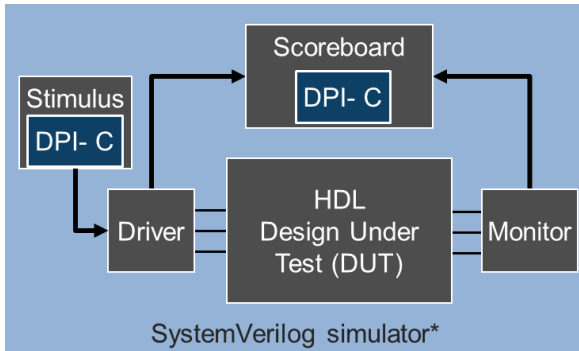 Scoreboard
DPI- C
Stimulus
DPI- C
Driver
HDL
Design Under
Test (DUT)
Monitor
SystemVerilog simulator*